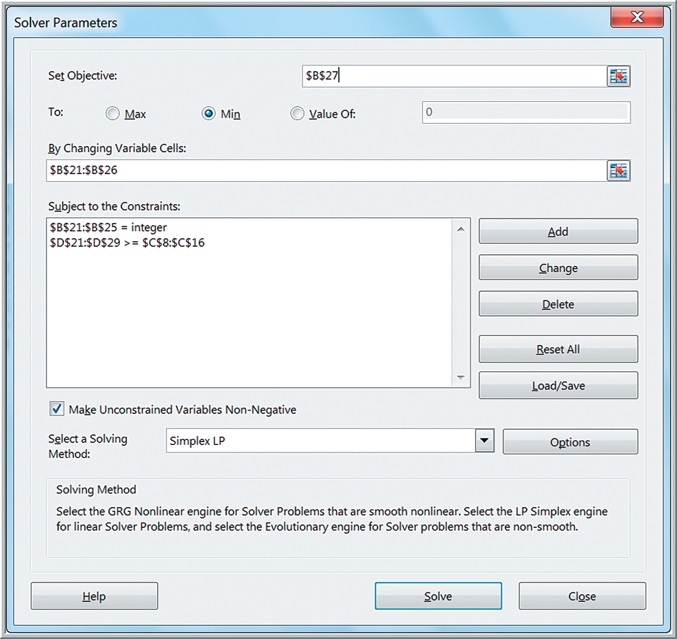 Solver Parameters
Set Objective:
$B$27
To:
Max
Min
Value Of:
0
By Changing Variable Cells:
$B$21:$B$26
Subject to the Constraints:
$B$21:$B$25 = integer
$D$21:$D$29 >= $C$8:$C$16
Add
Change
Delete
Reset All
Load/Save
Make Unconstrained Variables Non-Negative
Select a Solving
Method:
Simplex LP
Options
Solving Method
Select the GRG Nonlinear engine for Solver Problems that are smooth nonlinear. Select the LP Simplex engine
for linear Solver Problems, and select the Evolutionary engine for Solver problems that are non-smooth.
Help
Solve
Close